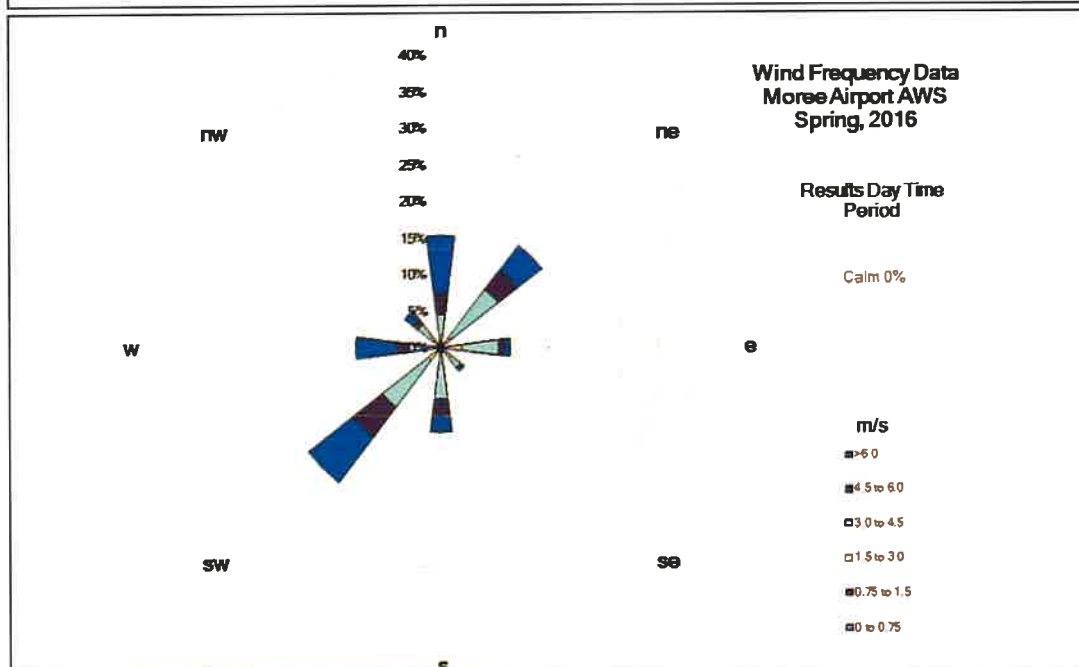 n
40%
35%
30%
25%
20%
15%
10%
5%
nw
ne
w
e
sw
se
s
Wind Frequency Data
Moree Airport AWS
Spring, 2016
Results Day Time
Period
Calm 0%
m/s
>6.0
4.5 to 6.0
3.0 to 4.5
1.5 to 3.0
0.75 to 1.5
0 to 0.75